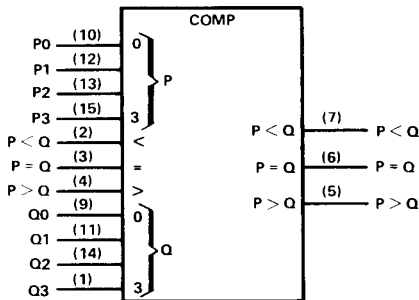 COMP
P0 (10) 0
P1 (12)
P2 (13) P
P3 (15) 3
P < Q (2) <
P = Q (3) =
P > Q (4) >
Q0 (9) 0
Q1 (11)
Q2 (14) Q
Q3 (1) 3
P < Q (7) P < Q
P = Q (6) P = Q
P > Q (5) P > Q